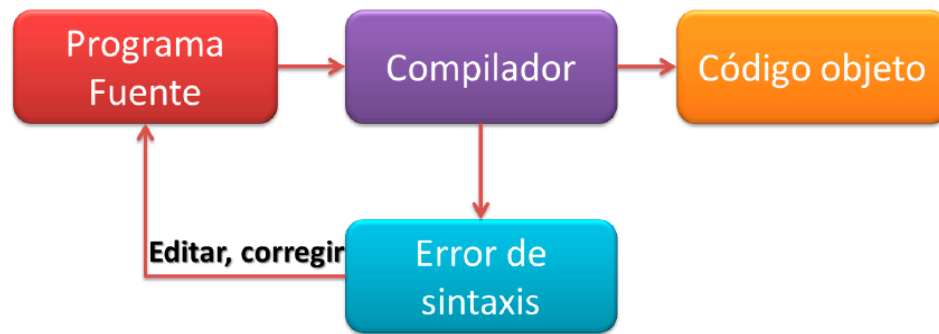 Programa
Fuente
Compilador
Código objeto
Editar, corregir
Error de
sintaxis